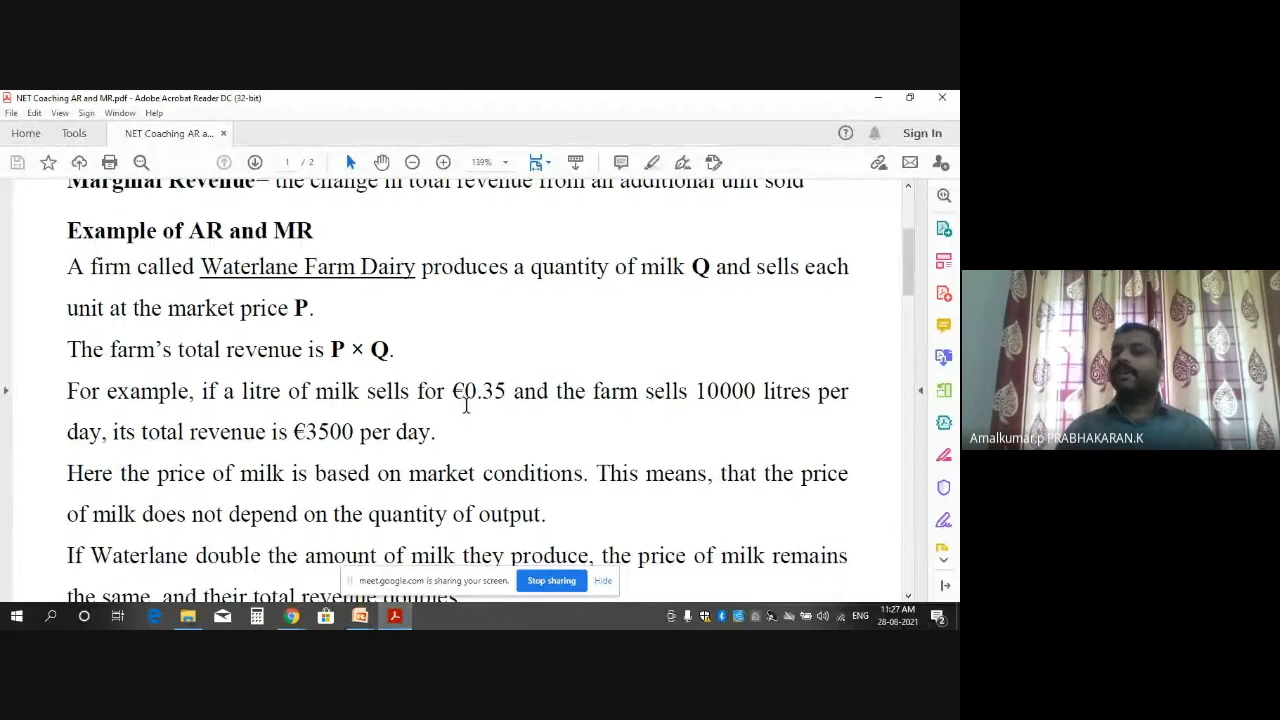 NET Coaching AR and MR.pdf - Adobe Acrobat Reader DC (32-bit)
File Edit View Sign Window Help
Home Tools NET Coaching AR a... × Sign In
1 / 2 139%
Marginal Revenue– the change in total revenue from an additional unit sold
Example of AR and MR
A firm called Waterlane Farm Dairy produces a quantity of milk Q and sells each
unit at the market price P.
The farm’s total revenue is P × Q.
For example, if a litre of milk sells for €0.35 and the farm sells 10000 litres per
day, its total revenue is €3500 per day.
Here the price of milk is based on market conditions. This means, that the price
of milk does not depend on the quantity of output.
If Waterlane double the amount of milk they produce, the price of milk remains
the same, and their total revenue doubles.
meet.google.com is sharing your screen. Stop sharing Hide
Amalkumar.p PRABHAKARAN.K
ENG
11:27 AM
28-08-2021
2